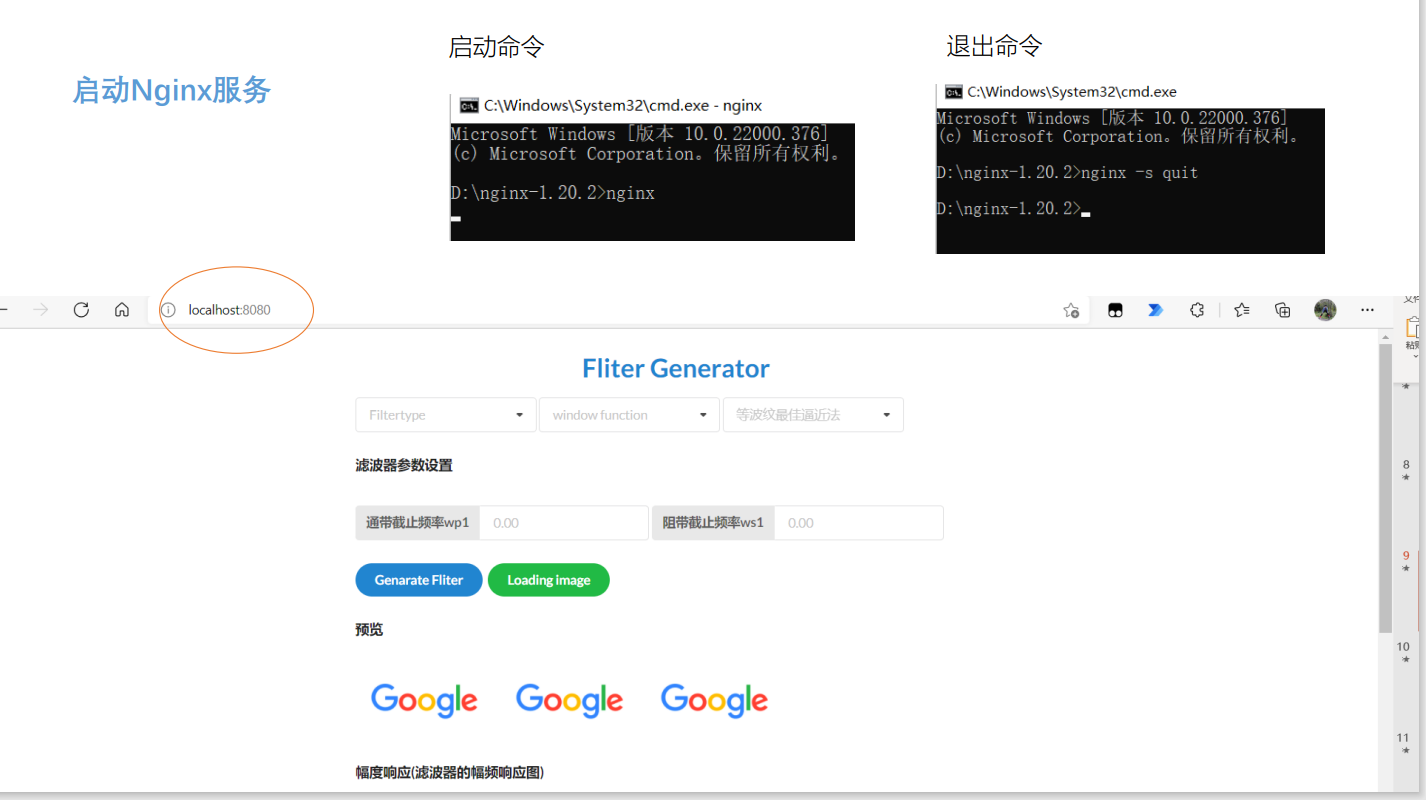 启动Nginx服务
启动命令
C:\Windows\System32\cmd.exe - nginx
Microsoft Windows [版本 10.0.22000.376]
(c) Microsoft Corporation。保留所有权利。
D:\nginx-1.20.2>nginx
退出命令
C:\Windows\System32\cmd.exe
Microsoft Windows [版本 10.0.22000.376]
(c) Microsoft Corporation。保留所有权利。
D:\nginx-1.20.2>nginx -s quit
D:\nginx-1.20.2>
localhost:8080
Fliter Generator
Filtertype
window function
等波纹最佳逼近法
滤波器参数设置
通带截止频率wp1
0.00
阻带截止频率ws1
0.00
Genarate Fliter
Loading image
预览
Google
Google
Google
幅度响应(滤波器的幅频响应图)
8
9
10
11